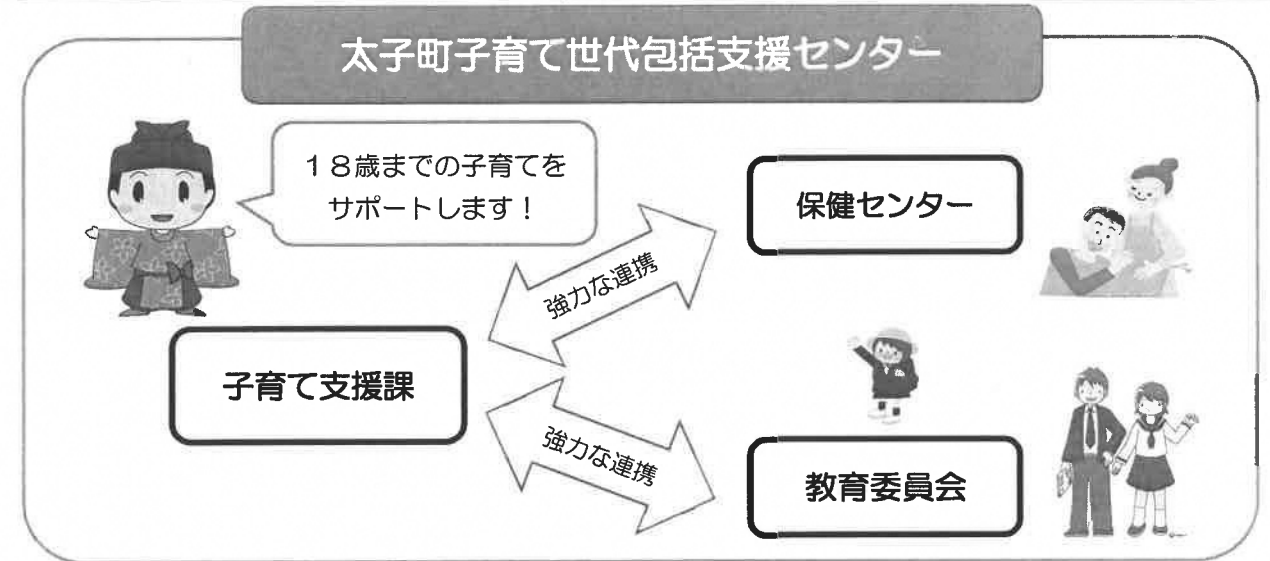 太子町子育て世代包括支援センター
１８歳までの子育てを
サポートします！
保健センター
強力な連携
子育て支援課
強力な連携
教育委員会